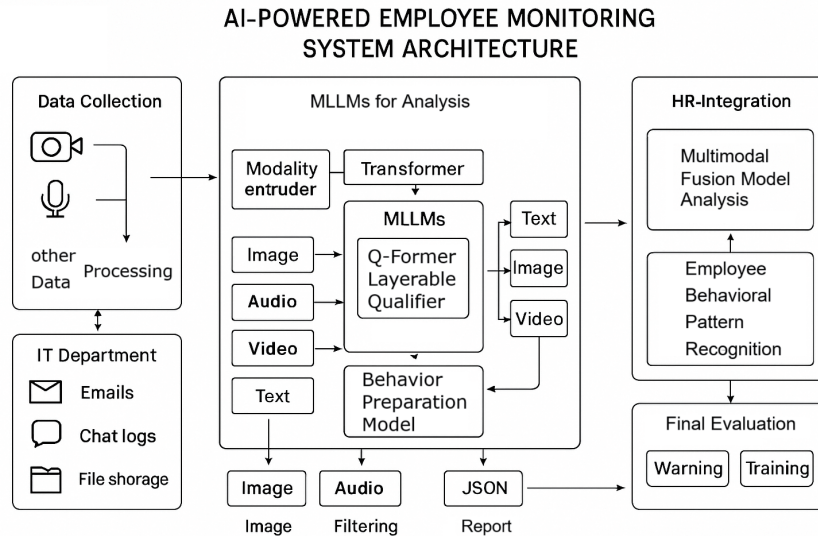 AI-POWERED EMPLOYEE MONITORING
SYSTEM ARCHITECTURE
Data Collection
other
Data
Processing
IT Department
Emails
Chat logs
File shorage
MLLMs for Analysis
Modality
entruder
Transformer
MLLMs
Q-Former
Layerable
Qualifier
Image
Audio
Video
Text
Text
Image
Video
Behavior
Preparation
Model
Image
Audio
JSON
Image
Filtering
Report
HR-Integration
Multimodal
Fusion Model
Analysis
Employee
Behavioral
Pattern
Recognition
Final Evaluation
Warning
Training